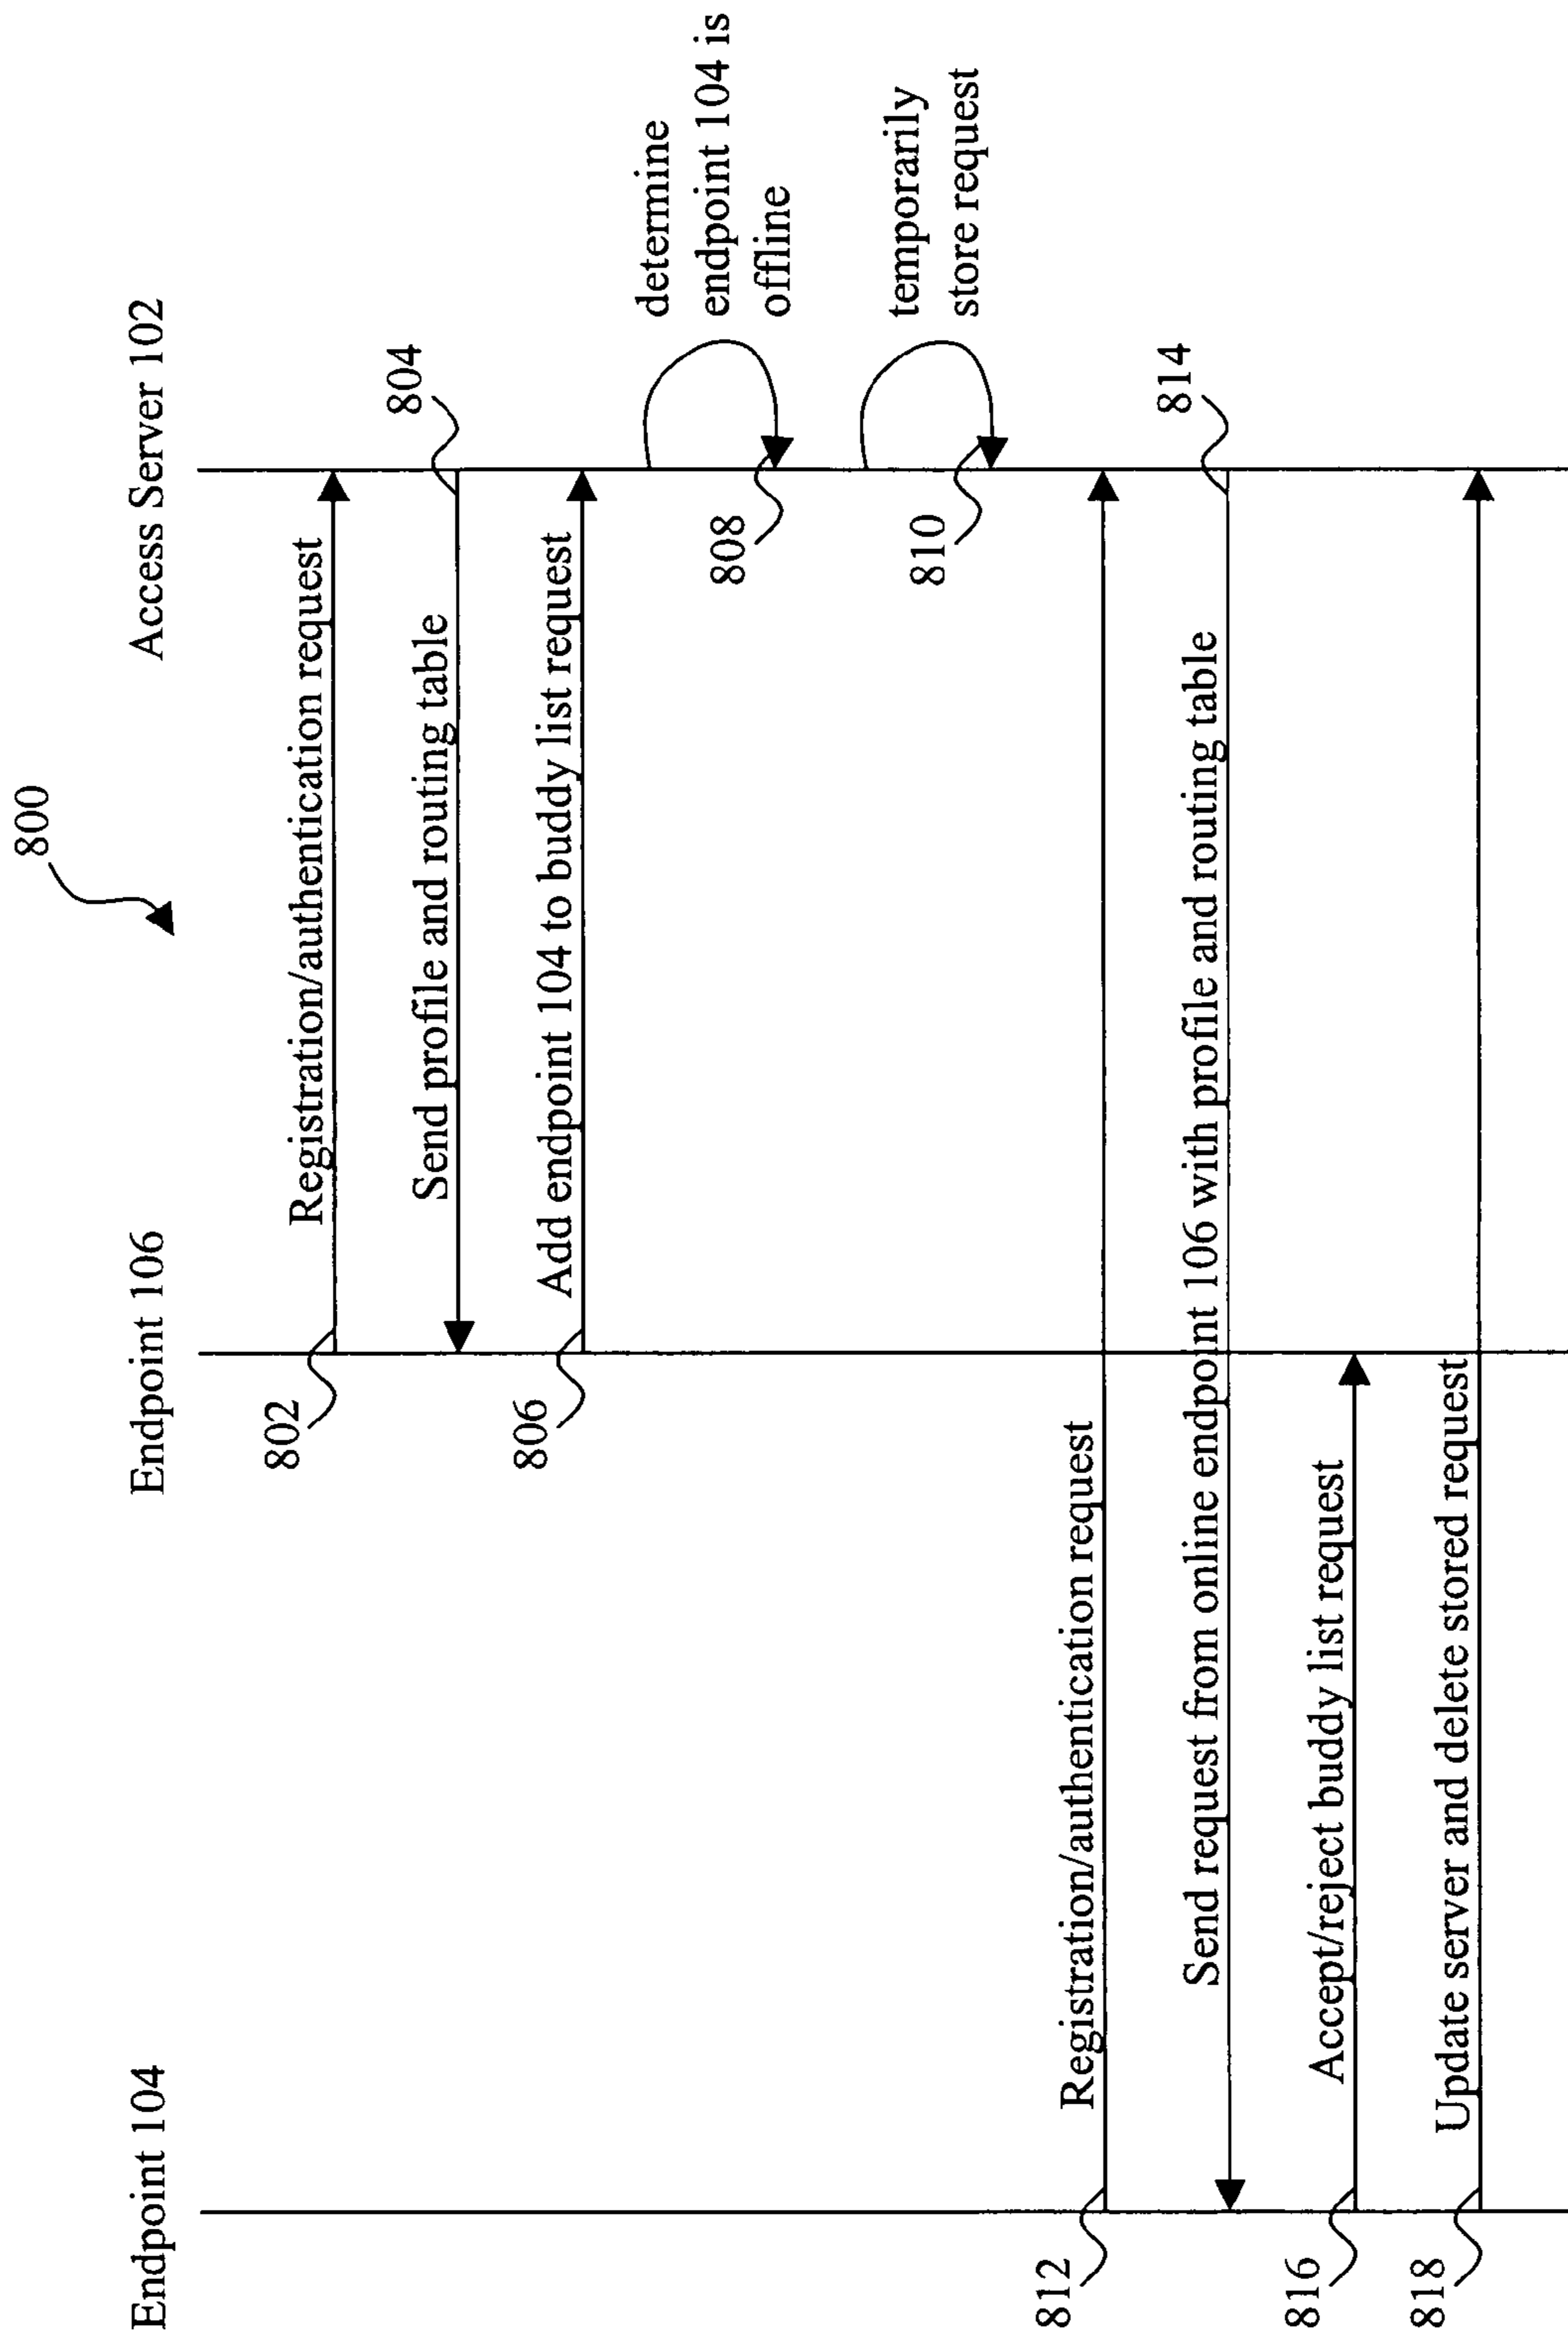 800
Endpoint 104
Endpoint 106
Access Server 102
802
Registration/authentication request
804
Send profile and routing table
806
Add endpoint 104 to buddy list request
determine
endpoint 104 is
offline
808
temporarily
store request
810
812
Registration/authentication request
814
Send request from online endpoint 106 with profile and routing table
816
Accept/reject buddy list request
818
Update server and delete stored request